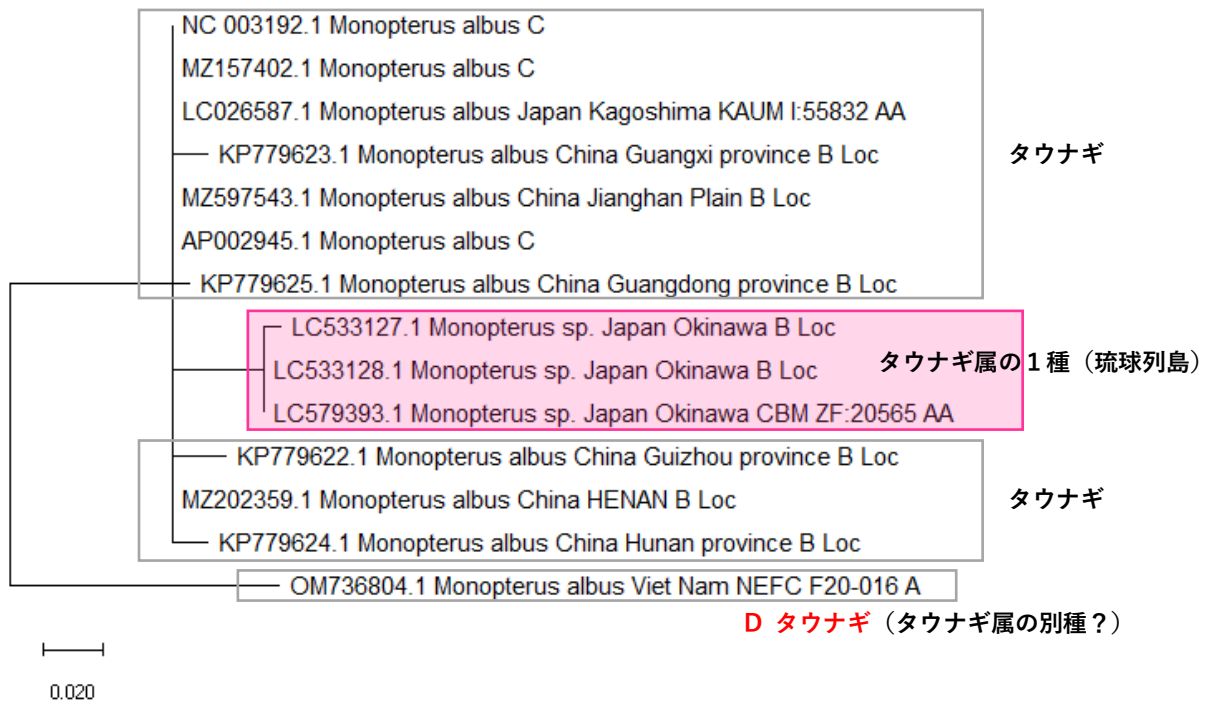 NC 003192.1 Monopterus albus C
MZ157402.1 Monopterus albus C
LC026587.1 Monopterus albus Japan Kagoshima KAUM I:55832 AA
KP779623.1 Monopterus albus China Guangxi province B Loc
タウナギ
MZ597543.1 Monopterus albus China Jianghan Plain B Loc
AP002945.1 Monopterus albus C
KP779625.1 Monopterus albus China Guangdong province B Loc
LC533127.1 Monopterus sp. Japan Okinawa B Loc
LC533128.1 Monopterus sp. Japan Okinawa B Loc
タウナギ属の１種（琉球列島）
LC579393.1 Monopterus sp. Japan Okinawa CBM ZF:20565 AA
KP779622.1 Monopterus albus China Guizhou province B Loc
MZ202359.1 Monopterus albus China HENAN B Loc
タウナギ
KP779624.1 Monopterus albus China Hunan province B Loc
OM736804.1 Monopterus albus Viet Nam NEFC F20-016 A
D タウナギ（タウナギ属の別種？）
0.020